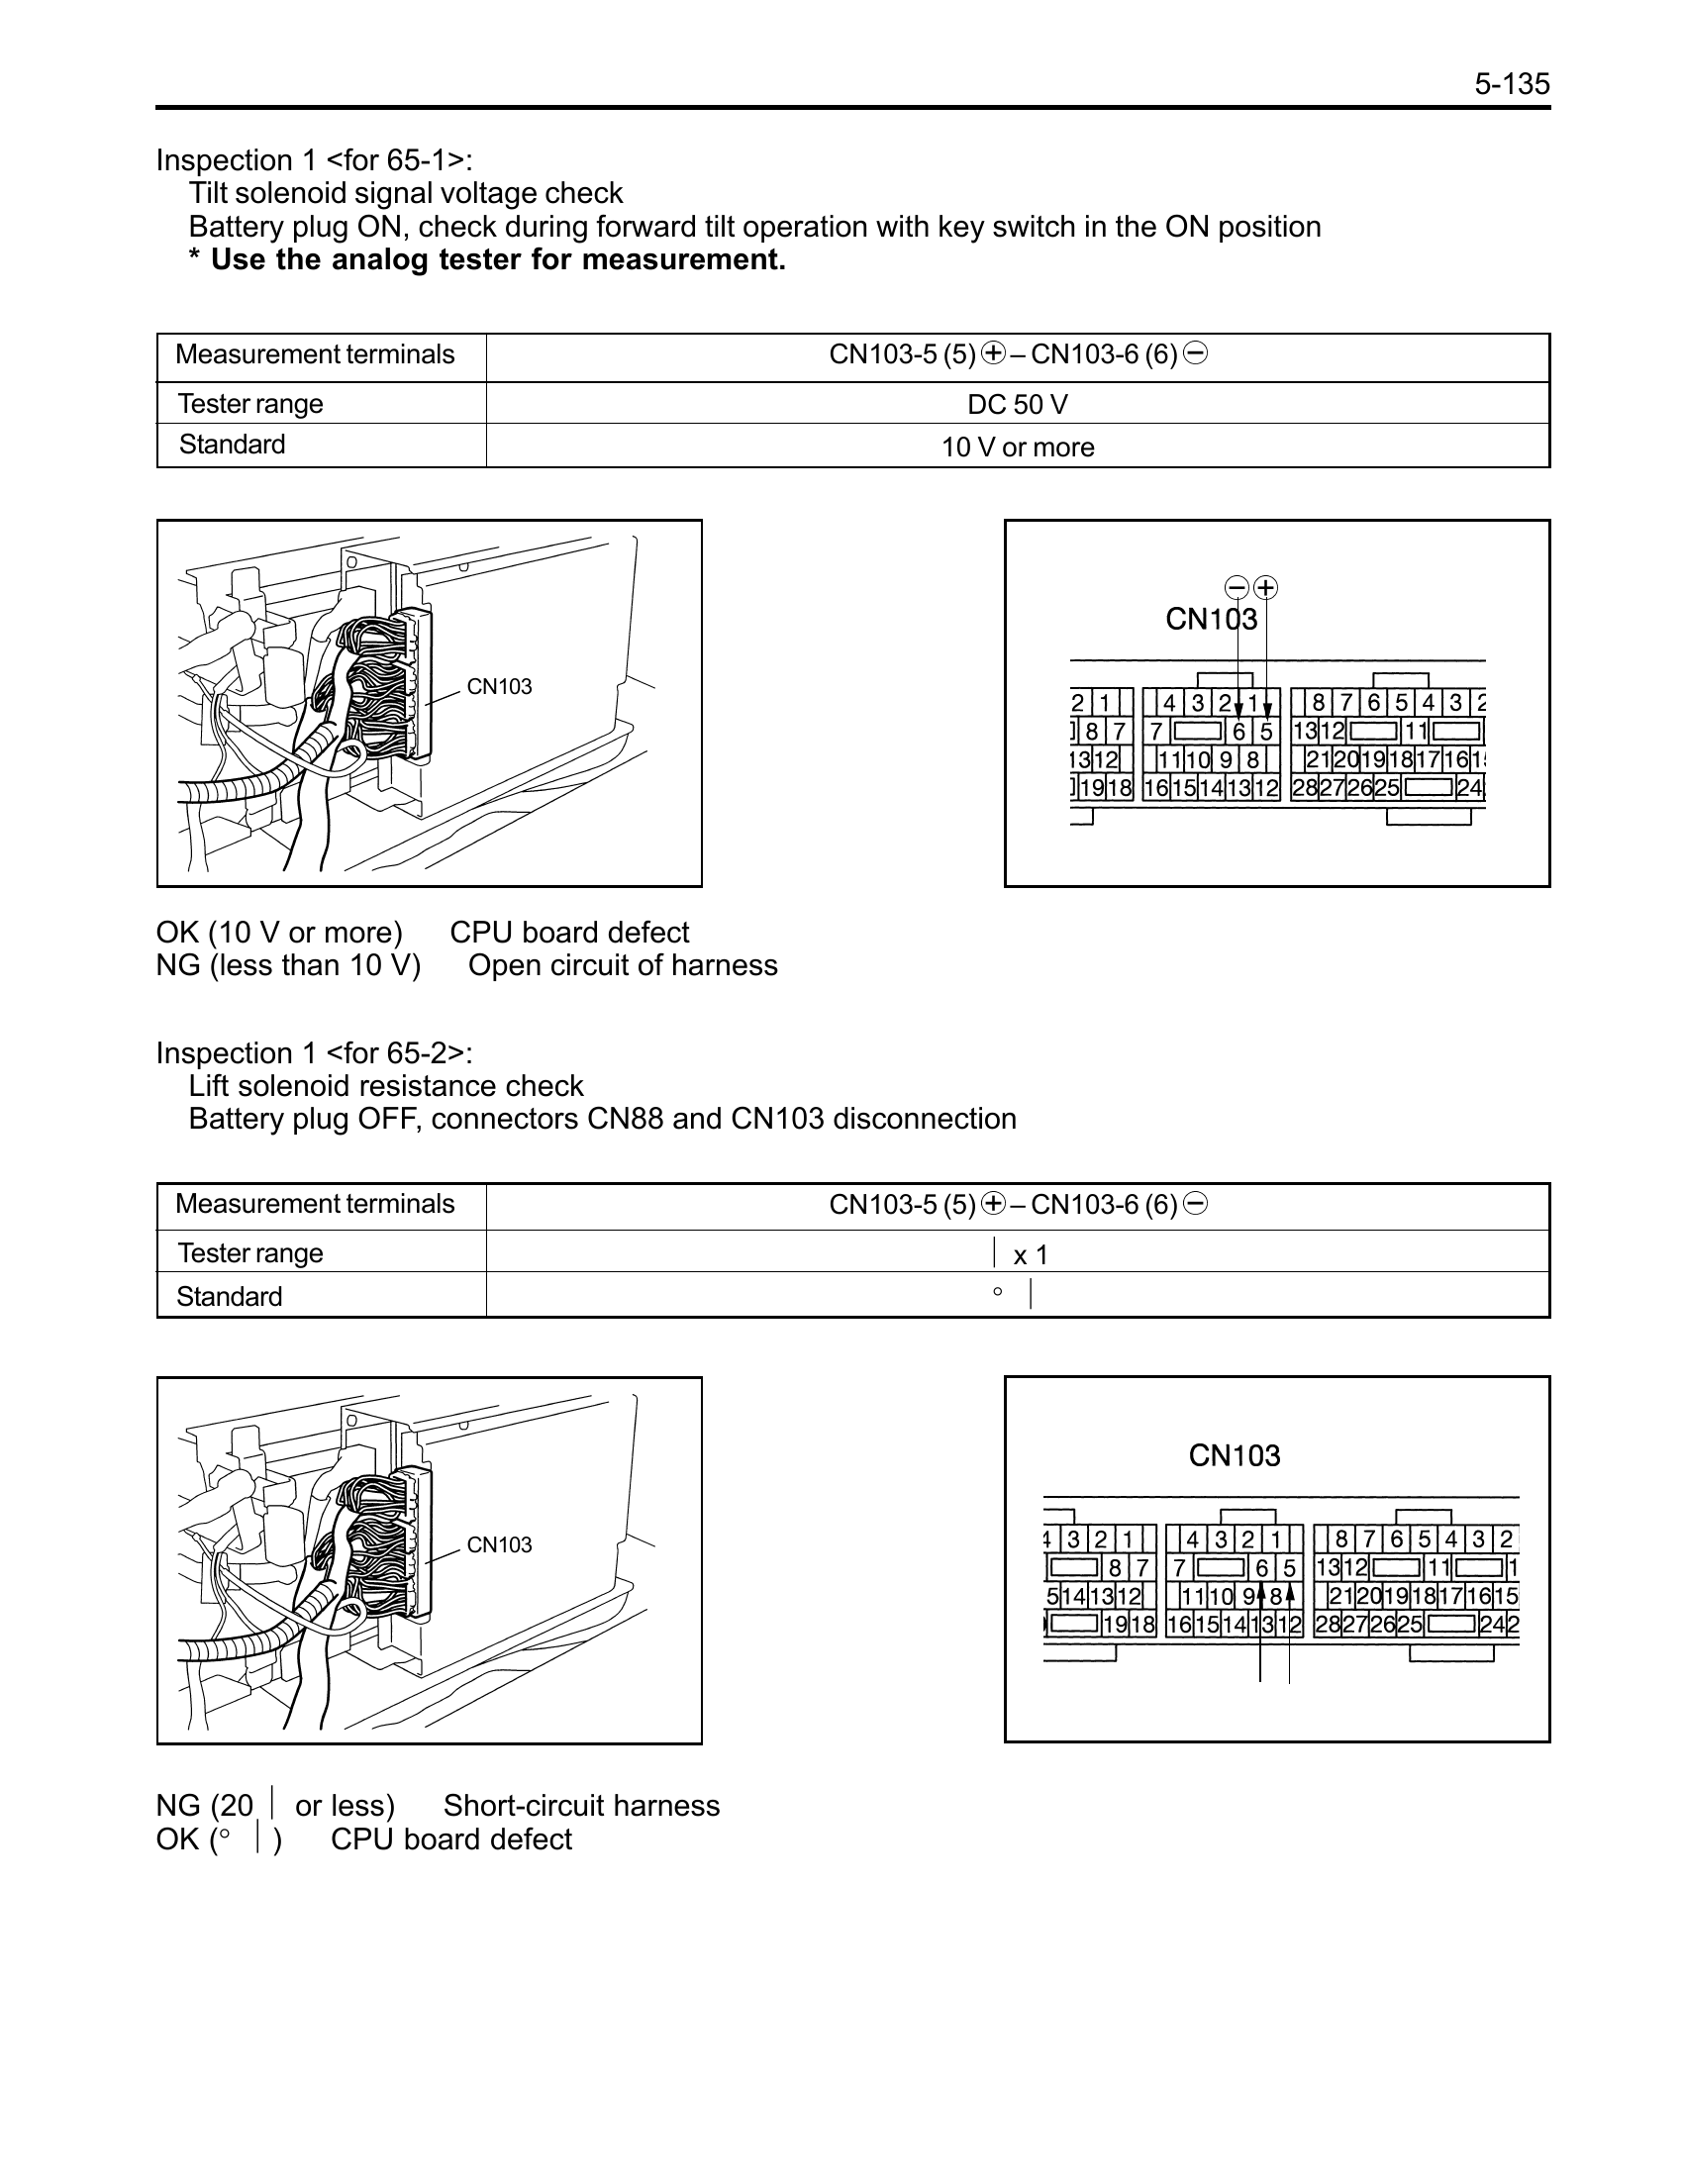 5-135
Inspection 1 <for 65-1>:
Tilt solenoid signal voltage check
Battery plug ON, check during forward tilt operation with key switch in the ON position
* Use the analog tester for measurement.
Measurement terminals CN103-5 (5) ⊕ – CN103-6 (6) ⊖
Tester range DC 50 V
Standard 10 V or more
CN103
⊖ ⊕
CN103
2 1 4 3 2 1 8 7 6 5 4 3 2
8 7 7 6 5 13 12 11
13 12 11 10 9 8 21 20 19 18 17 16 1
19 18 16 15 14 13 12 28 27 26 25 24
OK (10 V or more) CPU board defect
NG (less than 10 V) Open circuit of harness
Inspection 1 <for 65-2>:
Lift solenoid resistance check
Battery plug OFF, connectors CN88 and CN103 disconnection
Measurement terminals CN103-5 (5) ⊕ – CN103-6 (6) ⊖
Tester range | x 1
Standard ° |
CN103
CN103
4 3 2 1 4 3 2 1 8 7 6 5 4 3 2
8 7 7 6 5 13 12 11 1
5 14 13 12 11 10 9 8 21 20 19 18 17 16 15
19 18 16 15 14 13 12 28 27 26 25 24 2
NG (20 | or less) Short-circuit harness
OK (° | ) CPU board defect